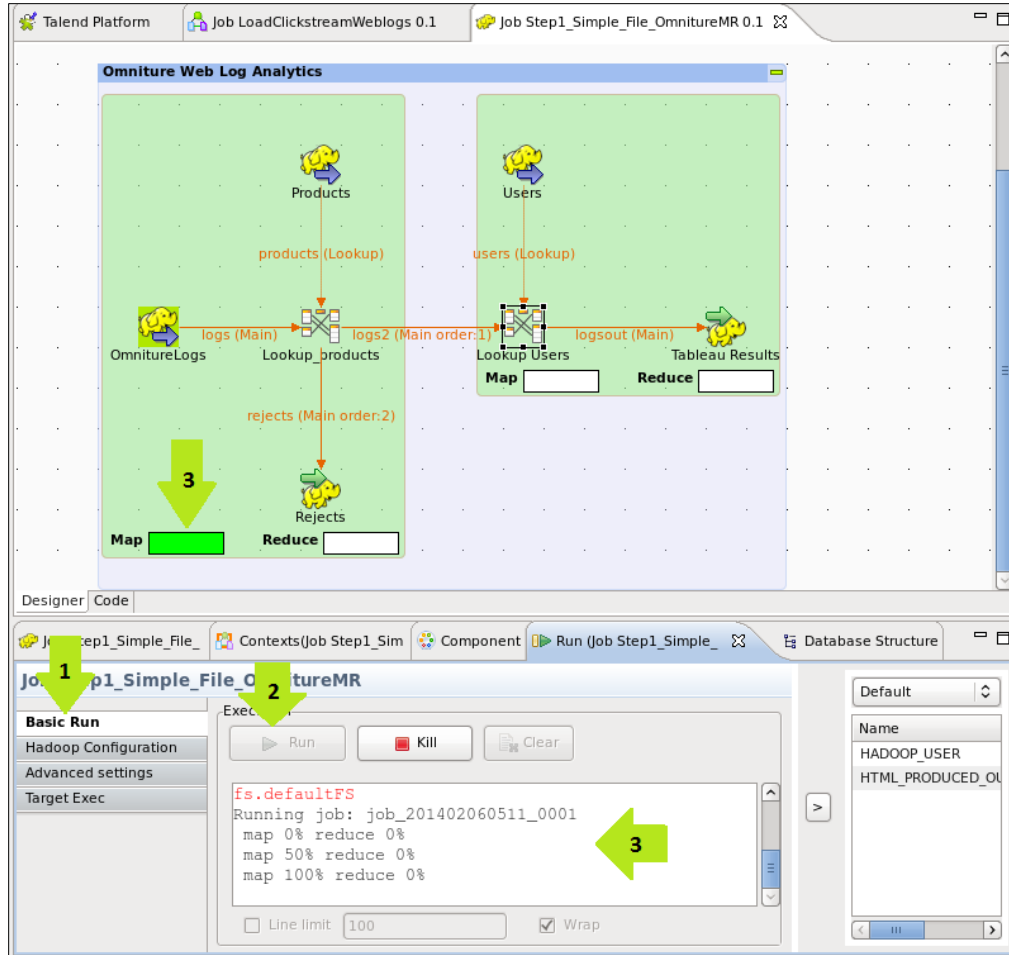 Talend Platform
Job LoadClickstreamWeblogs 0.1
Job Step1_Simple_File_OmnitureMR 0.1
Omniture Web Log Analytics
Products
Users
products (Lookup)
users (Lookup)
logs (Main)
logs2 (Main order:1)
logsout (Main)
OmnitureLogs
Lookup_products
Lookup Users
Tableau Results
Map
Reduce
rejects (Main order:2)
3
Rejects
Map
Reduce
Designer
Code
Step1_Simple_File_
Contexts(Job Step1_Sim
Component
Run (Job Step1_Simple_
Database Structure
1
2
Basic Run
Hadoop Configuration
Advanced settings
Target Exec
Run
Kill
Clear
fs.defaultFS
Running job: job_201402060511_0001
map 0% reduce 0%
map 50% reduce 0%
map 100% reduce 0%
3
Line limit
100
Wrap
Default
Name
HADOOP_USER
HTML_PRODUCED_OU
>